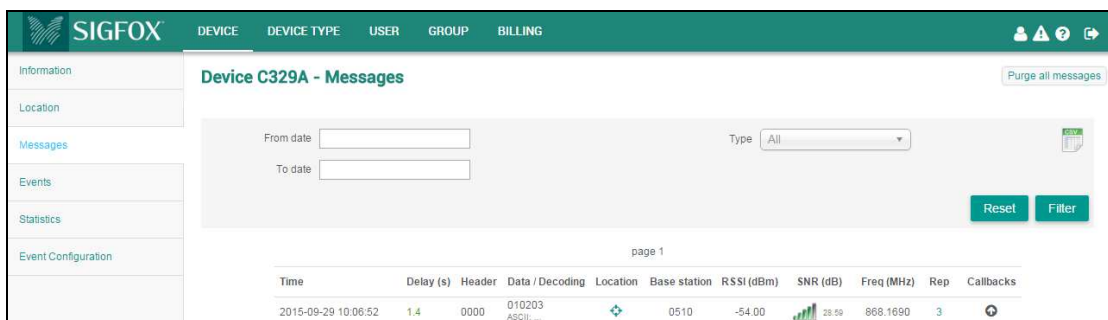 SIGFOX DEVICE DEVICE TYPE USER GROUP BILLING
Information
Location
Messages
Events
Statistics
Event Configuration
Device C329A - Messages
Purge all messages
From date
Type All
CSV
To date
Reset Filter
page 1
Time Delay (s) Header Data / Decoding Location Base station RSSI (dBm) SNR (dB) Freq (MHz) Rep Callbacks
2015-09-29 10:06:52 1.4 0000 010203 0510 -54.00 28.59 868.1690 3
ASCII: ...